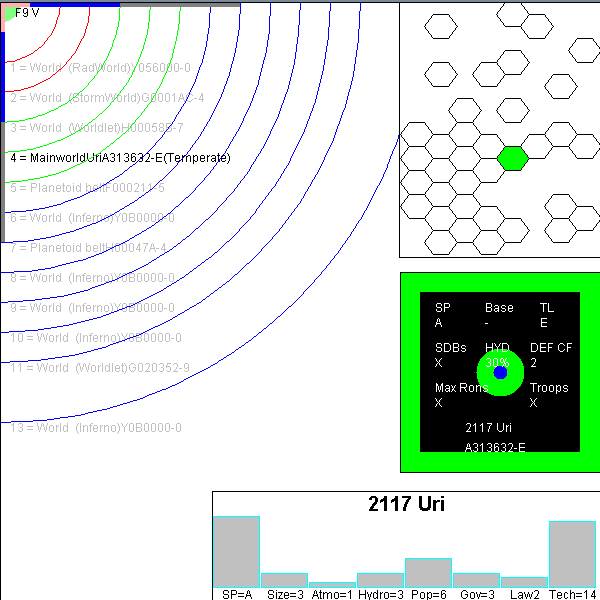 F9 V
1 = World  (RadWorld)Y056000-0
2 = World  (StormWorld)G0001AC-4
3 = World  (Worldlet)H00058B-7
4 = MainworldUriA313632-E(Temperate)
5 = Planetoid beltF000211-5
6 = World  (Inferno)Y0B0000-0
7 = Planetoid beltH00047A-4
8 = World  (Inferno)Y0B0000-0
9 = World  (Inferno)Y0B0000-0
10 = World  (Inferno)Y0B0000-0
11 = World  (Worldlet)G020352-9
13 = World  (Inferno)Y0B0000-0
SP Base TL
A - E
SDBs HYD DEF CF
X 30% 2
Max Rons Troops
X X
2117 Uri
A313632-E
2117 Uri
SP=A Size=3 Atmo=1 Hydro=3 Pop=6 Gov=3 Law2 Tech=14